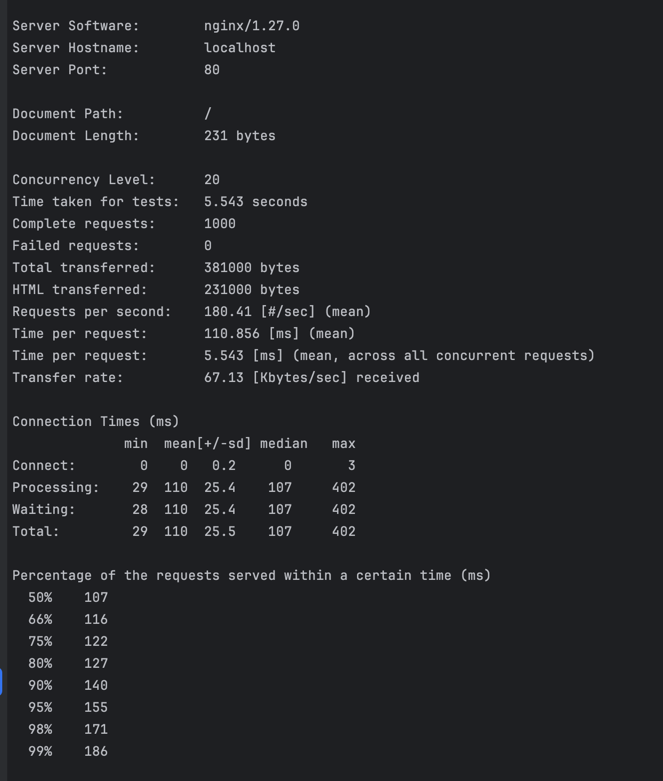 Server Software:        nginx/1.27.0
Server Hostname:        localhost
Server Port:            80
Document Path:          /
Document Length:        231 bytes
Concurrency Level:      20
Time taken for tests:   5.543 seconds
Complete requests:      1000
Failed requests:        0
Total transferred:      381000 bytes
HTML transferred:       231000 bytes
Requests per second:    180.41 [#/sec] (mean)
Time per request:       110.856 [ms] (mean)
Time per request:       5.543 [ms] (mean, across all concurrent requests)
Transfer rate:          67.13 [Kbytes/sec] received
Connection Times (ms)
              min  mean[+/-sd] median   max
Connect:        0    0   0.2      0       3
Processing:    29  110  25.4    107     402
Waiting:       28  110  25.4    107     402
Total:         29  110  25.5    107     402
Percentage of the requests served within a certain time (ms)
  50%    107
  66%    116
  75%    122
  80%    127
  90%    140
  95%    155
  98%    171
  99%    186